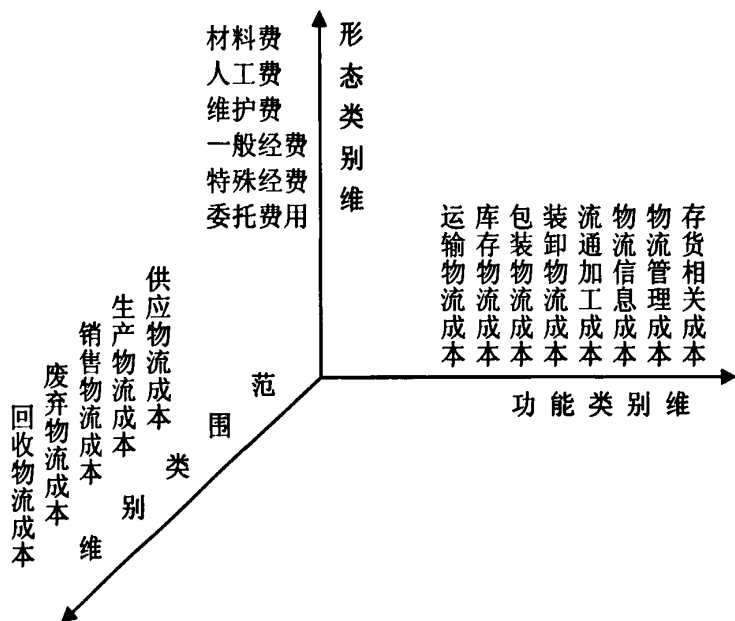 材料费
人工费
维护费
一般经费
特殊经费
委托费用
形态类别维
运输物流成本
库存物流成本
包装物流成本
装卸物流成本
流通加工成本
物流信息成本
物流管理成本
存货相关成本
功能类别维
供应物流成本
生产物流成本
销售物流成本
废弃物流成本
回收物流成本
范围类别维